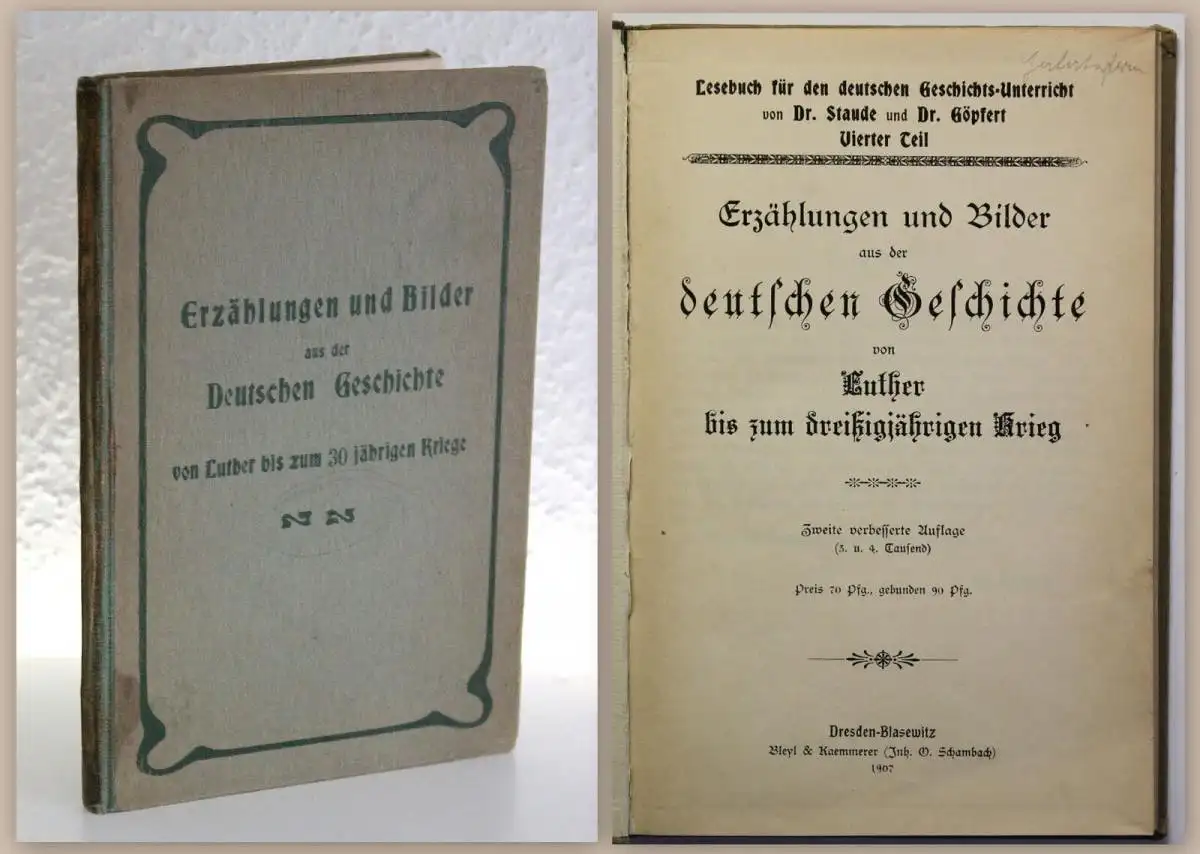 Erzählungen und Bilder
aus der
Deutschen Geschichte
von Luther bis zum 30 jährigen Kriege
Lesebuch für den deutschen Geschichts-Unterricht
von Dr. Staude und Dr. Göpfert
Vierter Teil
Erzählungen und Bilder
aus der
deutſchen Geſchichte
von
Luther
bis zum dreißigjährigen Krieg
Zweite verbeſſerte Auflage
(3. u. 4. Tauſend)
Preis 70 Pfg., gebunden 90 Pfg.
Dresden-Blasewitz
Bleyl & Kaemmerer (Inh. O. Schambach)
1907